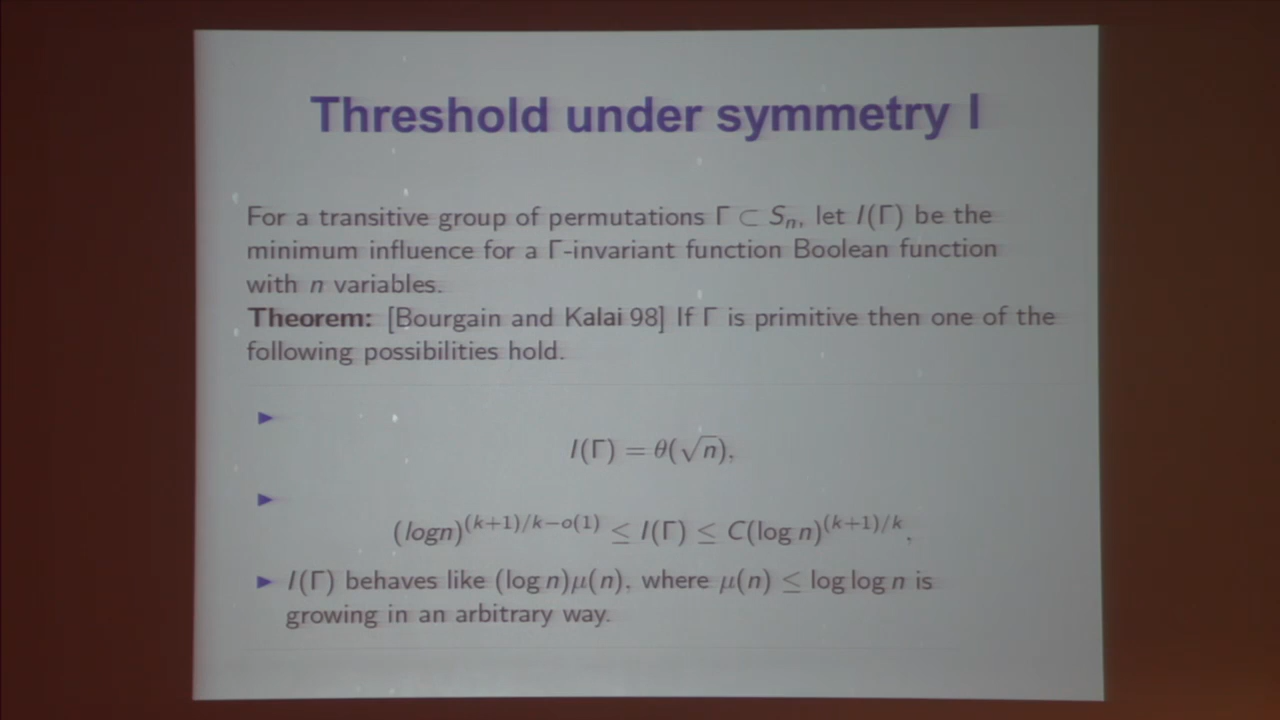 Threshold under symmetry I
For a transitive group of permutations Γ ⊂ Sₙ, let I(Γ) be the
minimum influence for a Γ-invariant function Boolean function
with n variables.
Theorem: [Bourgain and Kalai 98] If Γ is primitive then one of the
following possibilities hold.
▶
I(Γ) = θ(√n),
▶
(logn)^{(k+1)/k−o(1)} ≤ I(Γ) ≤ C(log n)^{(k+1)/k},
▶ I(Γ) behaves like (log n)μ(n), where μ(n) ≤ log log n is
growing in an arbitrary way.